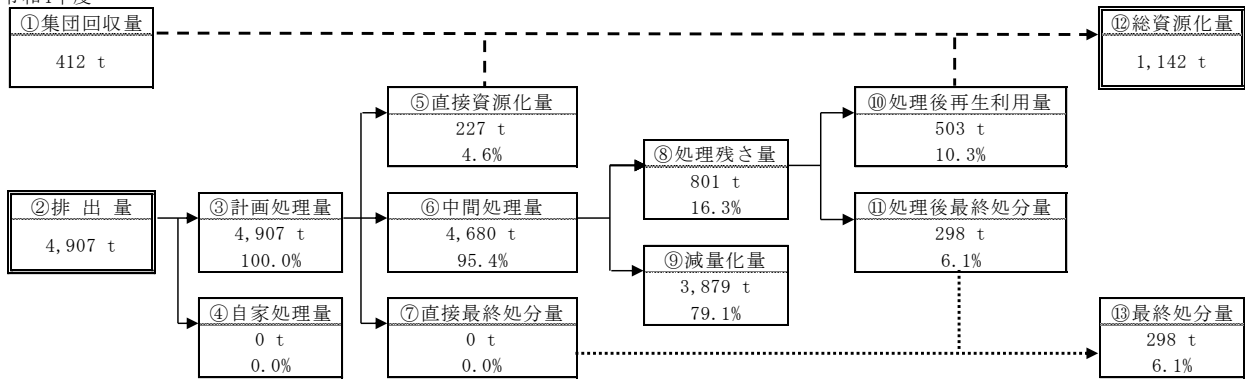 ①集団回収量
412 t
⑫総資源化量
1,142 t
⑤直接資源化量
227 t
4.6%
⑩処理後再生利用量
503 t
10.3%
⑧処理残さ量
801 t
16.3%
②排 出 量
4,907 t
③計画処理量
4,907 t
100.0%
⑥中間処理量
4,680 t
95.4%
⑪処理後最終処分量
298 t
6.1%
⑨減量化量
3,879 t
79.1%
④自家処理量
0 t
0.0%
⑦直接最終処分量
0 t
0.0%
⑬最終処分量
298 t
6.1%